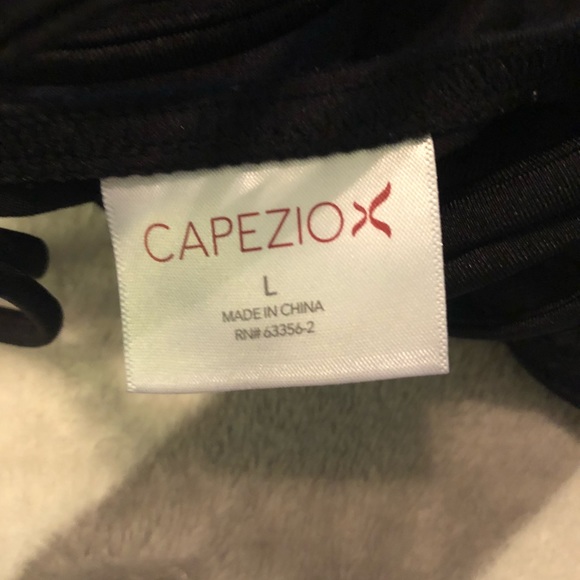 CAPEZIO
L
MADE IN CHINA
RN# 63356-2